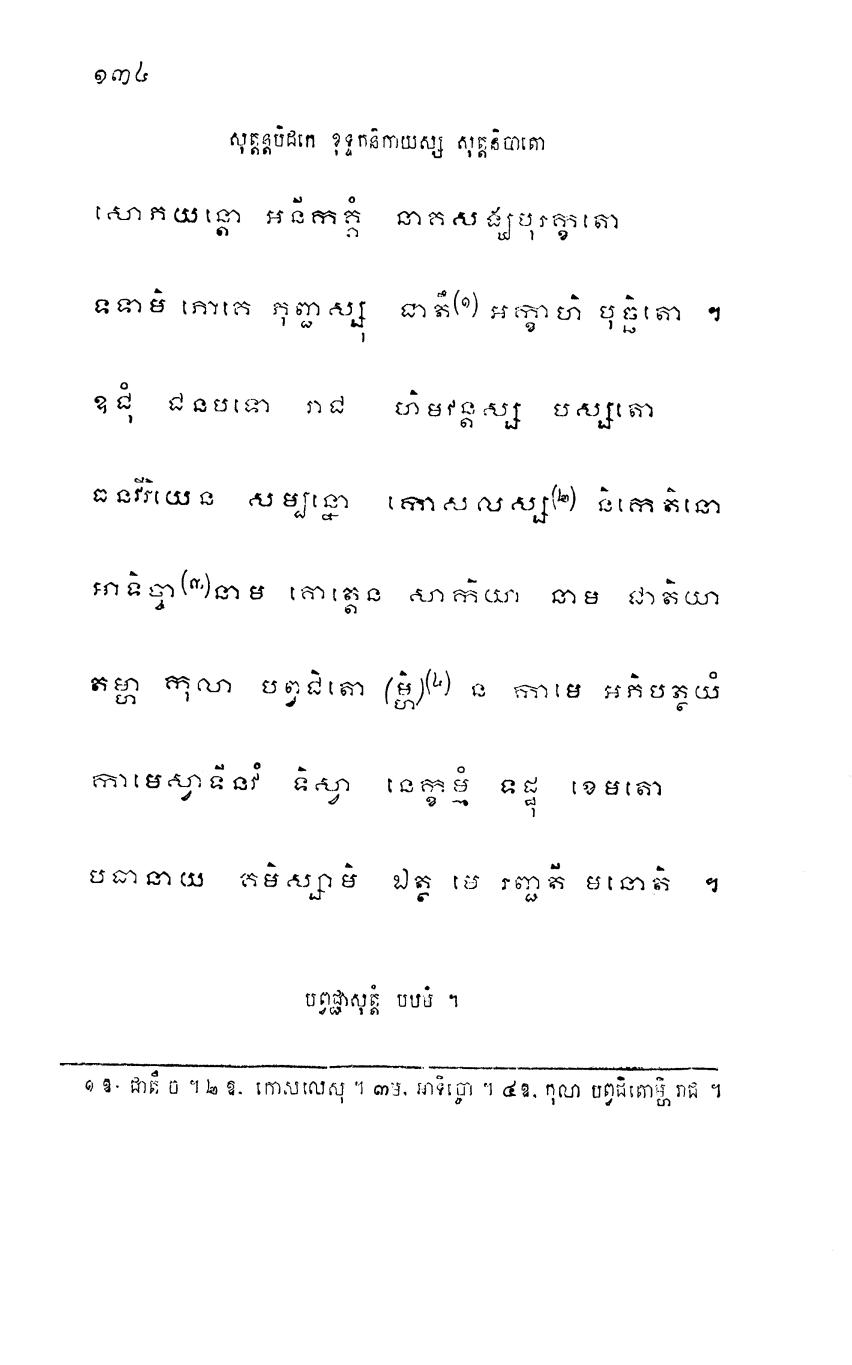 ១៣៤
សុត្តន្តបិដកេ ខុទ្ទកនិកាយស្ស សុត្តនិបាតោ
សោភយន្តោ អនីកគ្គំ នាគសង្ឃបុរក្ខតោ
ទទាមិ ភោគេ ភុញ្ជស្សុ ជាតឹ(១) អក្ខាហិ បុច្ឆិតោ ។
ឧជុំ ជនបទោ រាជ ហិមវន្តស្ស បស្សតោ
ធនវីរិយេន សម្បន្នោ កោសលស្ស(២) និកេតិនោ
អាទិច្ចា(៣)នាម គោត្តេន សាកិយា នាម ជាតិយា
តម្ហា កុលា បព្វជិតោ (ម្ហិ)(៤) ន កាមេ អភិបត្ថយំ
កាមេស្វាទីនវំ ទិស្វា នេក្ខម្មំ ទដ្ឋុ ខេមតោ
បធានាយ គមិស្សាមិ ឯត្ថ មេ រញ្ជតី មនោតិ ។
បព្វជ្ជាសុត្តំ បឋមំ ។
១ ឱ. ជាតឹ ច ។ ២ ឱ. កោសលេសុ ។ ៣ ម. អាទិច្ចោ ។ ៤ ឱ. កុលា បព្វជិតោម្ហិ រាជ ។